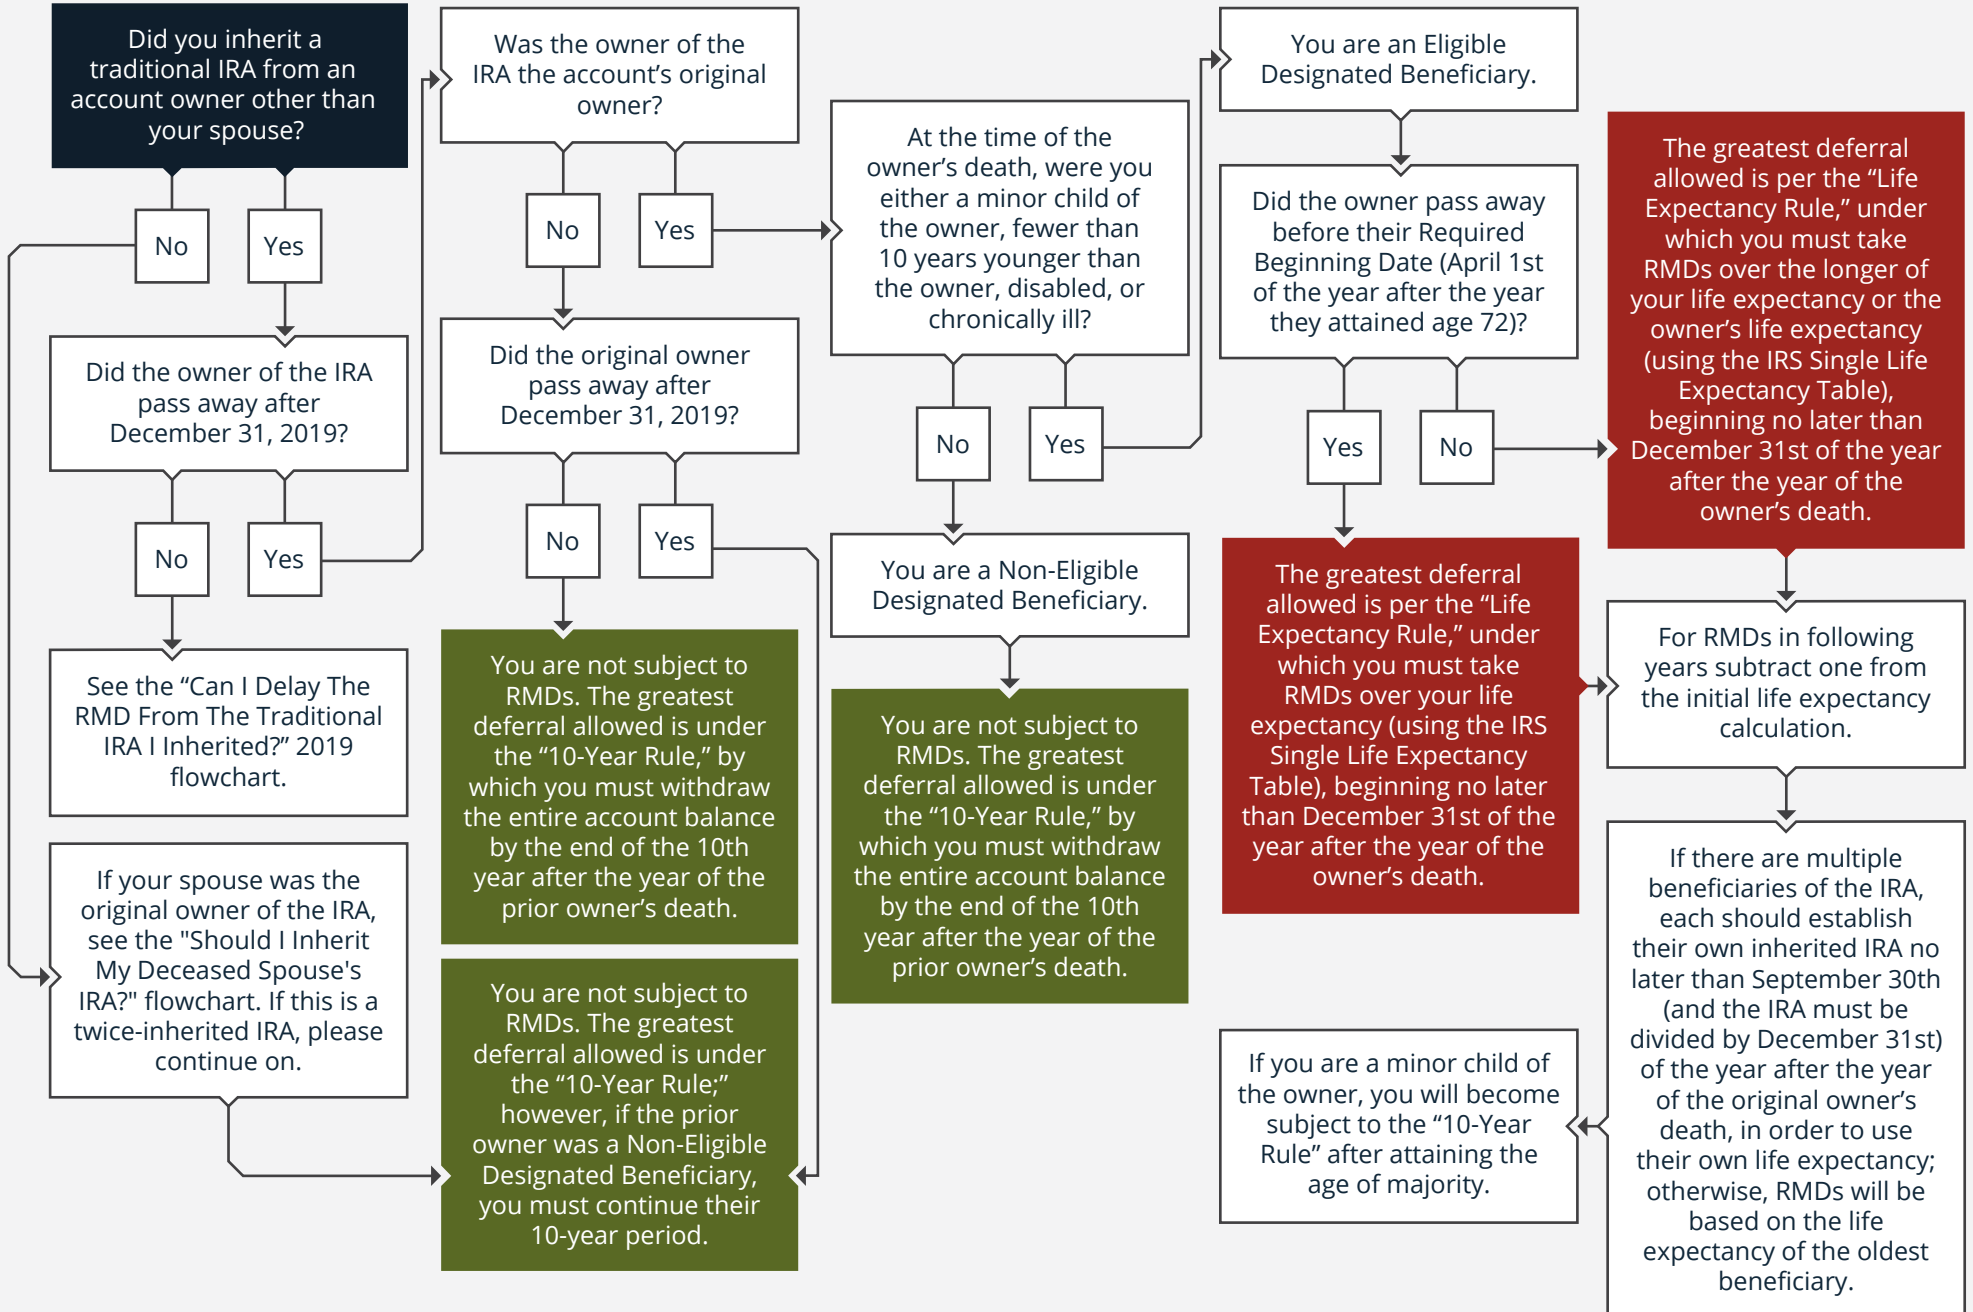 Did you inherit a
traditional IRA from an
account owner other than
your spouse?
No
Yes
Did the owner of the IRA
pass away after
December 31, 2019?
No
Yes
See the “Can I Delay The
RMD From The Traditional
IRA I Inherited?” 2019
flowchart.
If your spouse was the
original owner of the IRA,
see the "Should I Inherit
My Deceased Spouse's
IRA?" flowchart. If this is a
twice-inherited IRA, please
continue on.
Was the owner of the
IRA the account’s original
owner?
No
Yes
Did the original owner
pass away after
December 31, 2019?
No
Yes
You are not subject to
RMDs. The greatest
deferral allowed is under
the “10-Year Rule,” by
which you must withdraw
the entire account balance
by the end of the 10th
year after the year of the
prior owner’s death.
You are not subject to
RMDs. The greatest
deferral allowed is under
the “10-Year Rule;”
however, if the prior
owner was a Non-Eligible
Designated Beneficiary,
you must continue their
10-year period.
At the time of the
owner’s death, were you
either a minor child of
the owner, fewer than
10 years younger than
the owner, disabled, or
chronically ill?
No
Yes
You are a Non-Eligible
Designated Beneficiary.
You are not subject to
RMDs. The greatest
deferral allowed is under
the “10-Year Rule,” by
which you must withdraw
the entire account balance
by the end of the 10th
year after the year of the
prior owner’s death.
You are an Eligible
Designated Beneficiary.
Did the owner pass away
before their Required
Beginning Date (April 1st
of the year after the year
they attained age 72)?
Yes
No
The greatest deferral
allowed is per the “Life
Expectancy Rule,” under
which you must take
RMDs over your life
expectancy (using the IRS
Single Life Expectancy
Table), beginning no later
than December 31st of the
year after the year of the
owner’s death.
The greatest deferral
allowed is per the “Life
Expectancy Rule,” under
which you must take
RMDs over the longer of
your life expectancy or the
owner’s life expectancy
(using the IRS Single Life
Expectancy Table),
beginning no later than
December 31st of the year
after the year of the
owner’s death.
For RMDs in following
years subtract one from
the initial life expectancy
calculation.
If there are multiple
beneficiaries of the IRA,
each should establish
their own inherited IRA no
later than September 30th
(and the IRA must be
divided by December 31st)
of the year after the year
of the original owner’s
death, in order to use
their own life expectancy;
otherwise, RMDs will be
based on the life
expectancy of the oldest
beneficiary.
If you are a minor child of
the owner, you will become
subject to the “10-Year
Rule” after attaining the
age of majority.